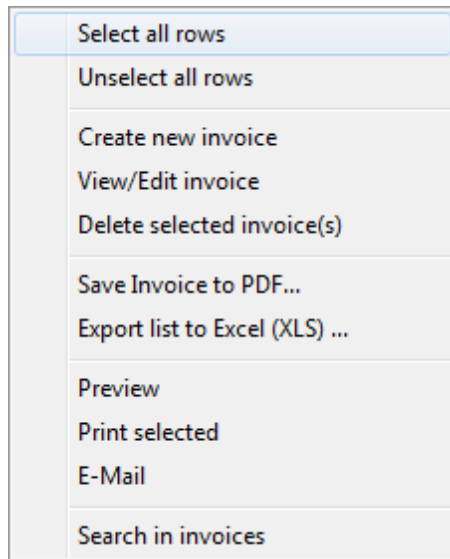 Select all rows
Unselect all rows
Create new invoice
View/Edit invoice
Delete selected invoice(s)
Save Invoice to PDF...
Export list to Excel (XLS) ...
Preview
Print selected
E-Mail
Search in invoices